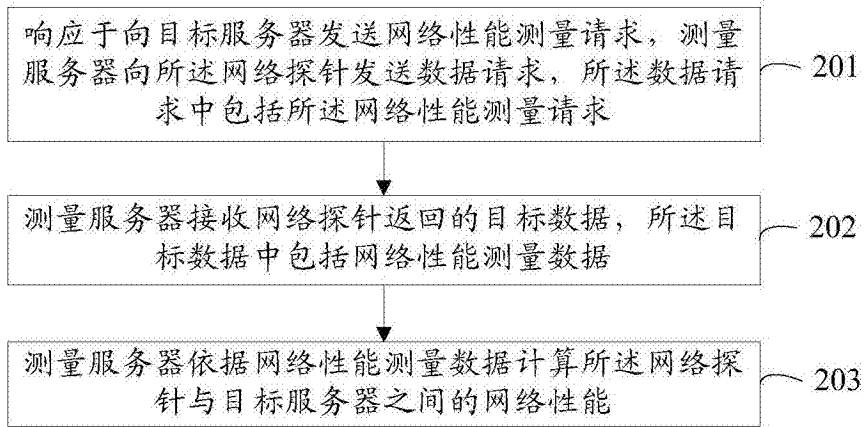 响应于向目标服务器发送网络性能测量请求，测量
服务器向所述网络探针发送数据请求，所述数据请
求中包括所述网络性能测量请求
201
测量服务器接收网络探针返回的目标数据，所述目
标数据中包括网络性能测量数据
202
测量服务器依据网络性能测量数据计算所述网络探
针与目标服务器之间的网络性能
203